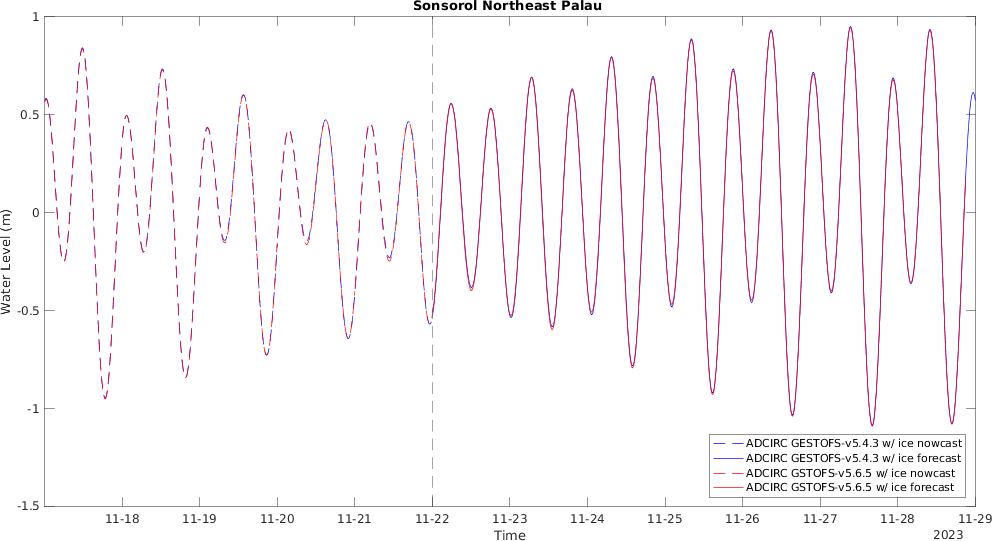 Sonsorol Northeast Palau
1
0.5
0
-0.5
-1
-1.5
Water Level (m)
ADCIRC GESTOFS-v5.4.3 w/ ice nowcast
ADCIRC GESTOFS-v5.4.3 w/ ice forecast
ADCIRC GSTOFS-v5.6.5 w/ ice nowcast
ADCIRC GSTOFS-v5.6.5 w/ ice forecast
11-18 11-19 11-20 11-21 11-22 11-23 11-24 11-25 11-26 11-27 11-28 11-29
Time
2023